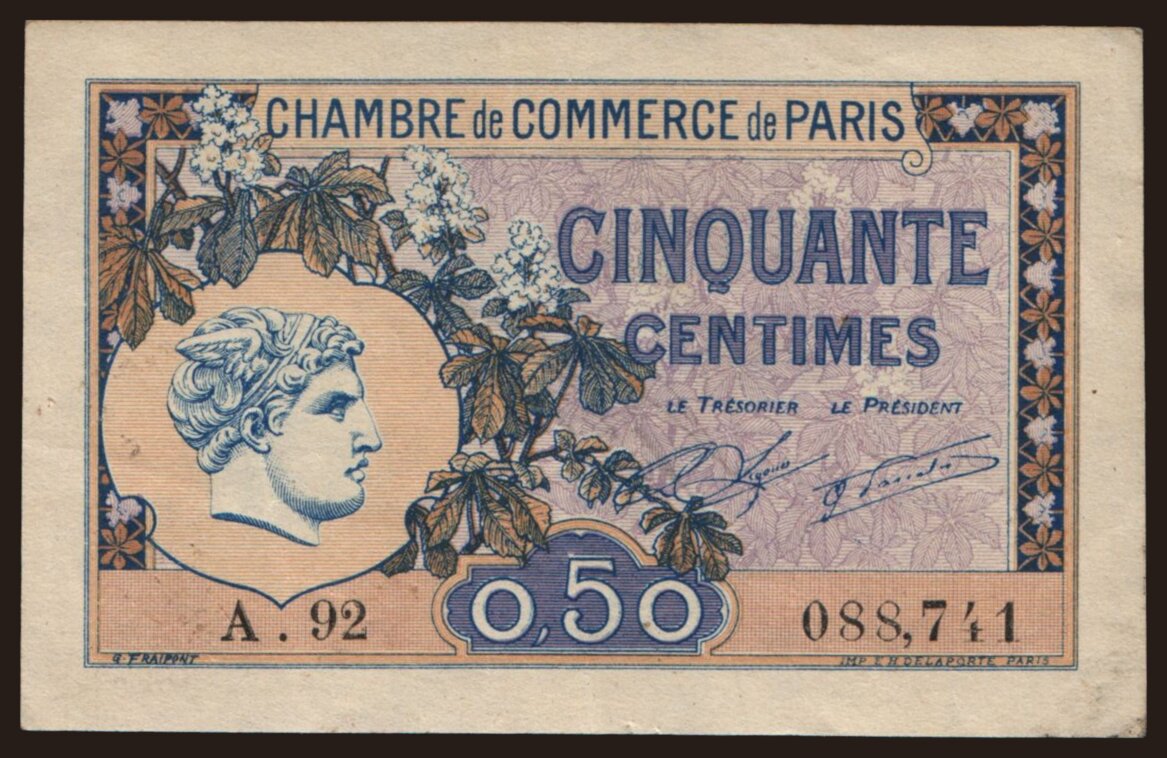 CHAMBRE de COMMERCE de PARIS
CINQUANTE
CENTIMES
LE TRÉSORIER LE PRÉSIDENT
A. 92 0,50 088,741
G. FRAIPONT IMP E. H. DELAPORTE PARIS